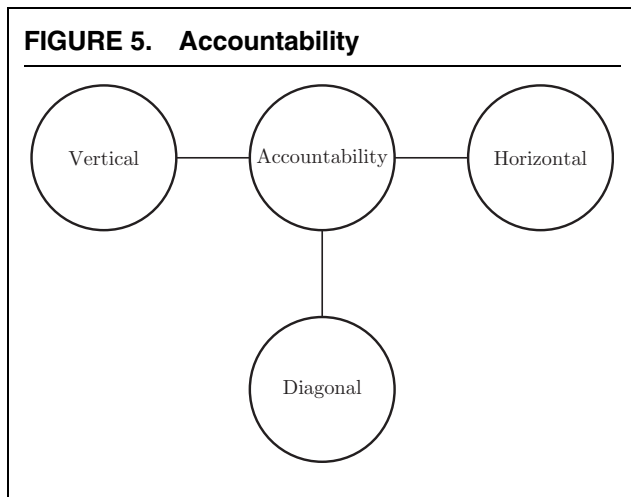 FIGURE 5. Accountability
Vertical
Accountability
Horizontal
Diagonal